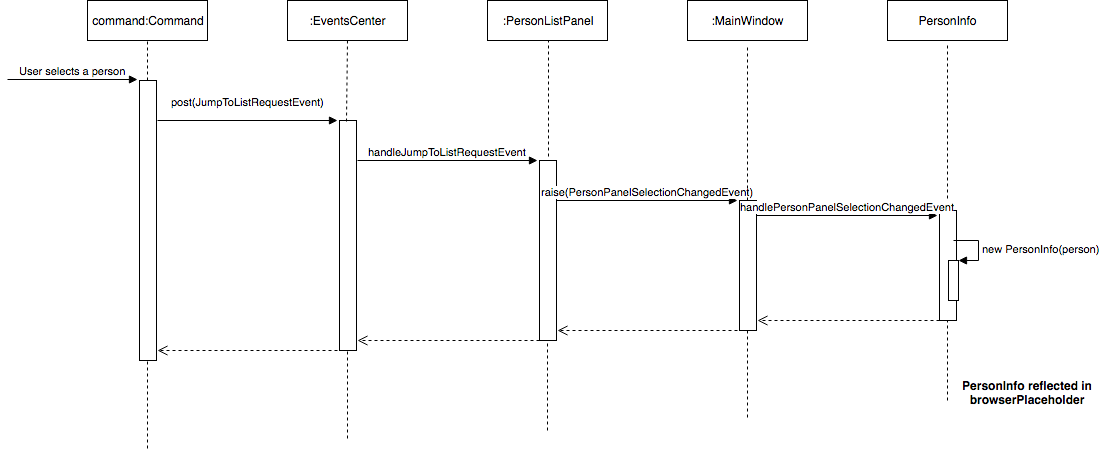 command:Command
:EventsCenter
:PersonListPanel
:MainWindow
PersonInfo
User selects a person
post(JumpToListRequestEvent)
handleJumpToListRequestEvent
raise(PersonPanelSelectionChangedEvent)
handlePersonPanelSelectionChangedEvent
new PersonInfo(person)
PersonInfo reflected in
browserPlaceholder